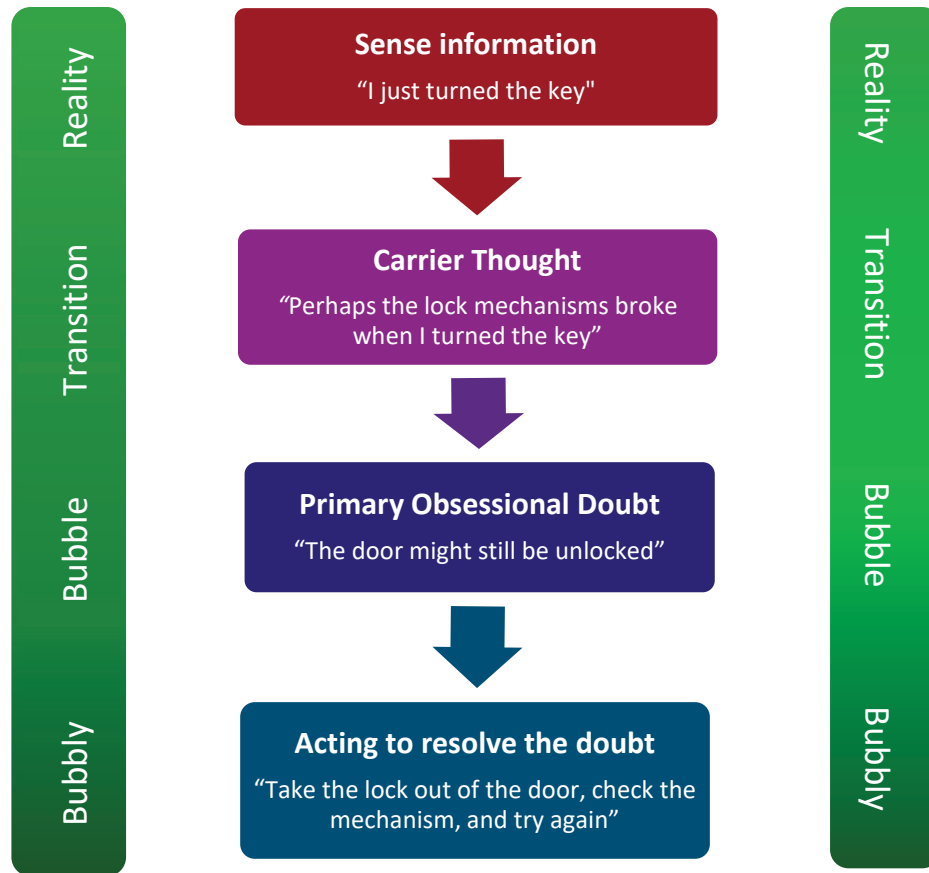 Reality
Transition
Bubble
Bubbly
Sense information
“I just turned the key"
Carrier Thought
“Perhaps the lock mechanisms broke
when I turned the key”
Primary Obsessional Doubt
“The door might still be unlocked”
Acting to resolve the doubt
“Take the lock out of the door, check the
mechanism, and try again”
Reality
Transition
Bubble
Bubbly